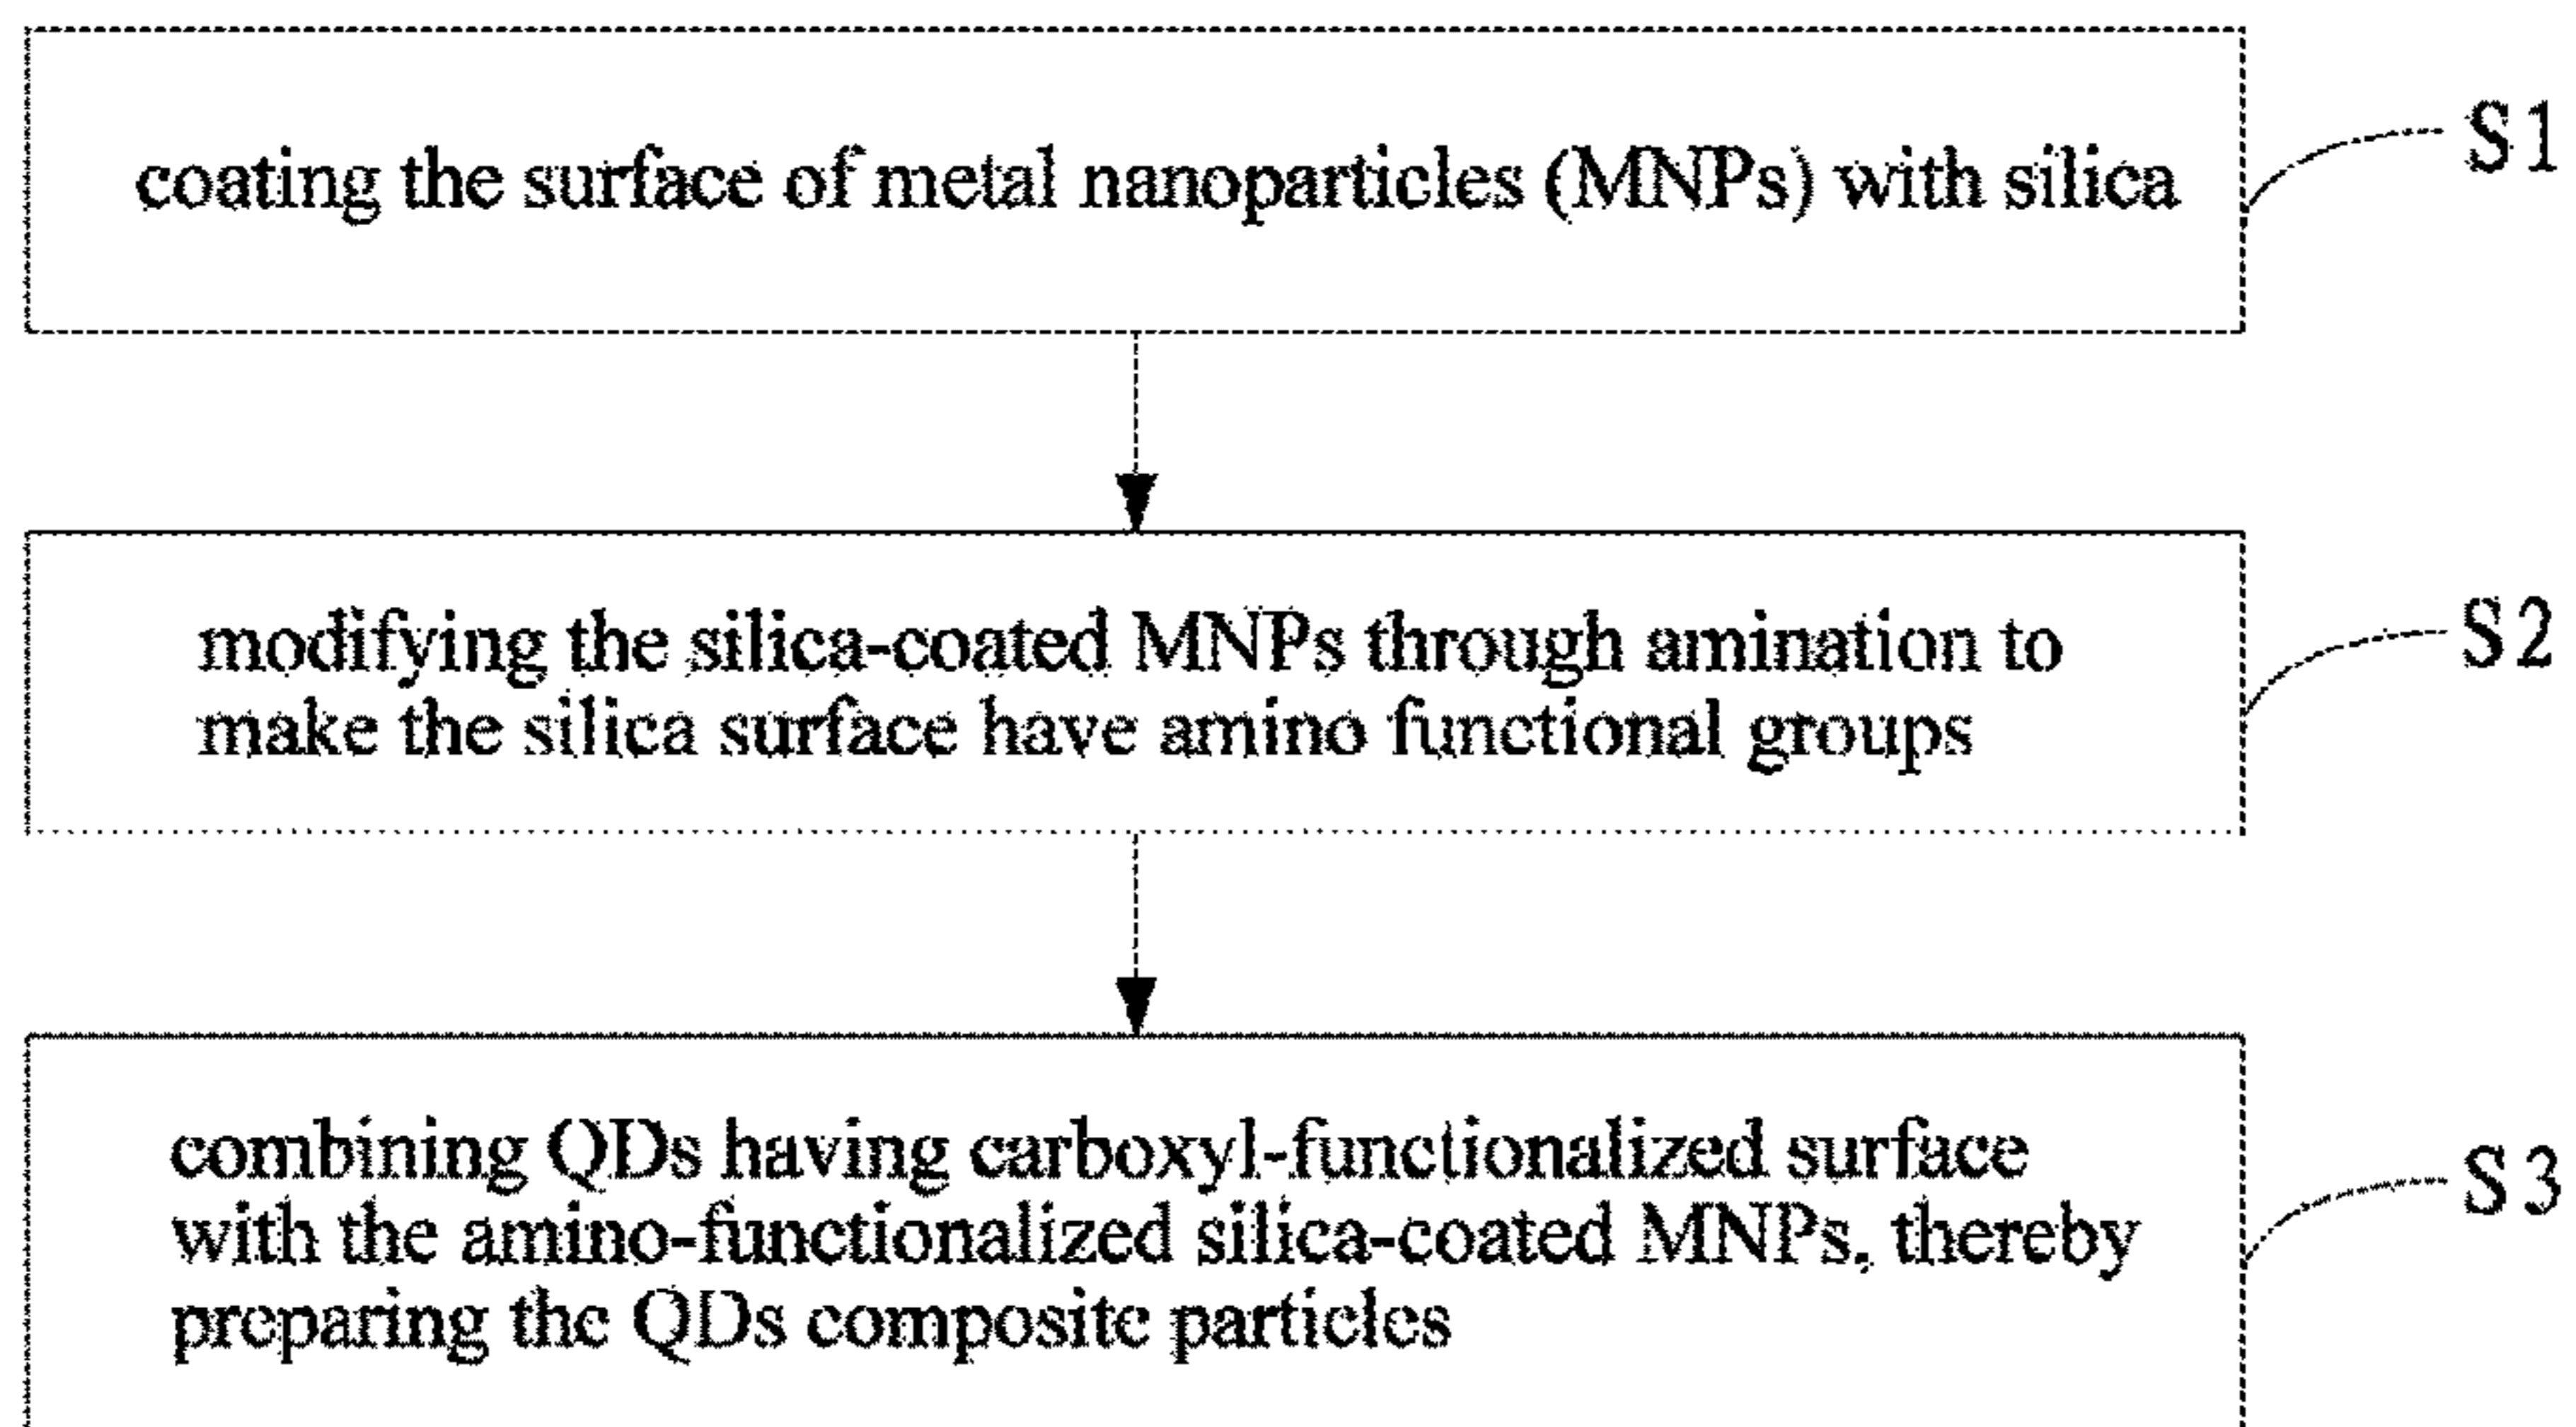 coating the surface of metal nanoparticles (MNPs) with silica
S1
modifying the silica-coated MNPs through amination to
make the silica surface have amino functional groups
S2
combining QDs having carboxyl-functionalized surface
with the amino-functionalized silica-coated MNPs, thereby
preparing the QDs composite particles
S3